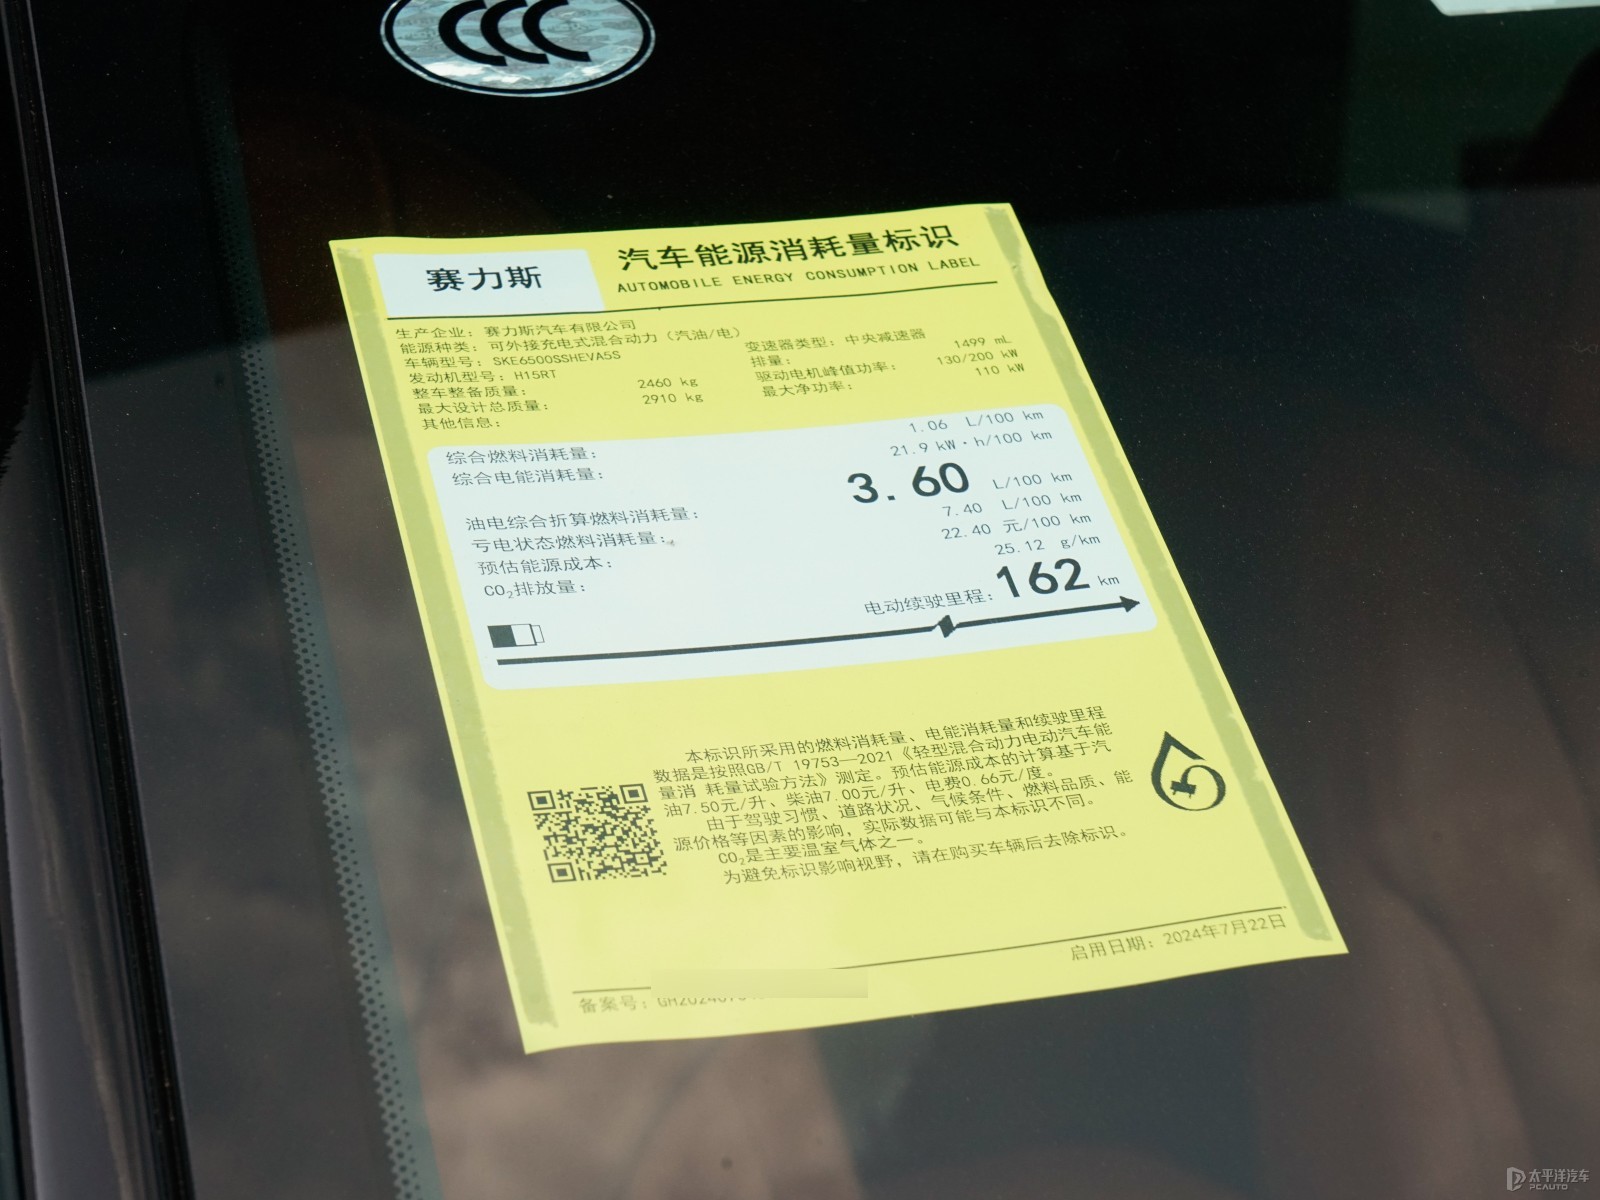 CCC
赛力斯
汽车能源消耗量标识
AUTOMOBILE ENERGY CONSUMPTION LABEL
生产企业：赛力斯汽车有限公司
能源种类：可外接充电式混合动力（汽油/电）
车辆型号：SKE6500SSHEVA5S
变速器类型：中央减速器
发动机型号：H15RT
排量：1499 mL
整车整备质量：2460 kg
驱动电机峰值功率：130/200 kW
最大设计总质量：2910 kg
最大净功率：110 kW
其他信息：
综合燃料消耗量：1.06 L/100 km
综合电能消耗量：21.9 kW·h/100 km
油电综合折算燃料消耗量：3.60 L/100 km
亏电状态燃料消耗量：7.40 L/100 km
预估能源成本：22.40 元/100 km
CO₂排放量：25.12 g/km
电动续驶里程：162 km
本标识所采用的燃料消耗量、电能消耗量和续驶里程
数据是按照GB/T 19753—2021《轻型混合动力电动汽车能
量消 耗量试验方法》测定。预估能源成本的计算基于汽
油7.50元/升、柴油7.00元/升、电费0.66元/度。
由于驾驶习惯、道路状况、气候条件、燃料品质、能
源价格等因素的影响，实际数据可能与本标识不同。
CO₂是主要温室气体之一。
为避免标识影响视野，请在购买车辆后去除标识。
备案号：
启用日期：2024年7月22日
太平洋汽车
PCAUTO